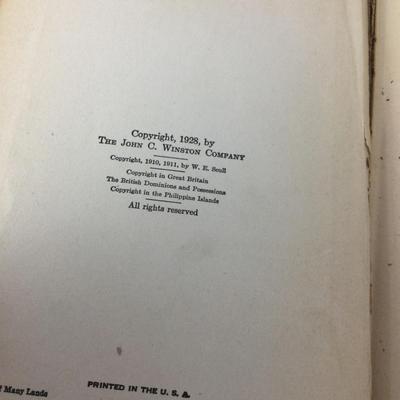 Copyright, 1928, by
THE JOHN C. WINSTON COMPANY
Copyright, 1910, 1911, by W. E. Scull
Copyright in Great Britain
The British Dominions and Possessions
Copyright in the Philippine Islands
All rights reserved
Many Lands
PRINTED IN THE U. S. A.